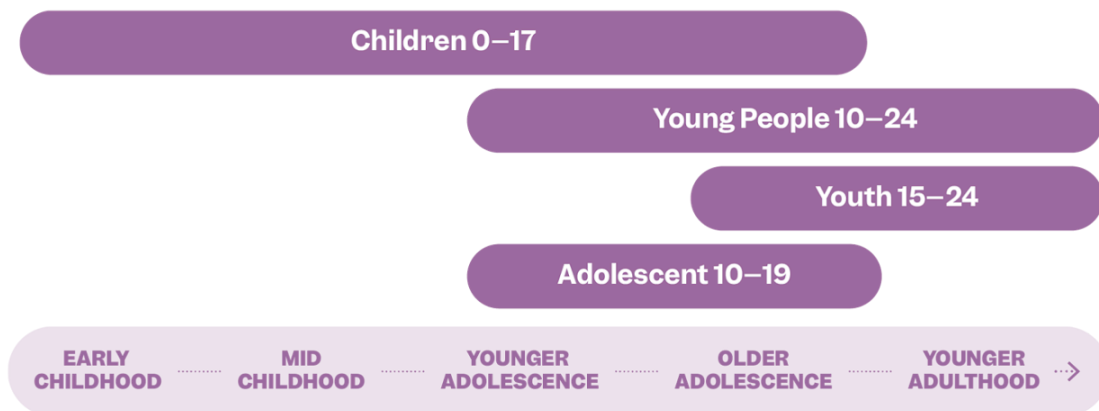 Children 0–17
Young People 10–24
Youth 15–24
Adolescent 10–19
EARLY
CHILDHOOD
MID
CHILDHOOD
YOUNGER
ADOLESCENCE
OLDER
ADOLESCENCE
YOUNGER
ADULTHOOD